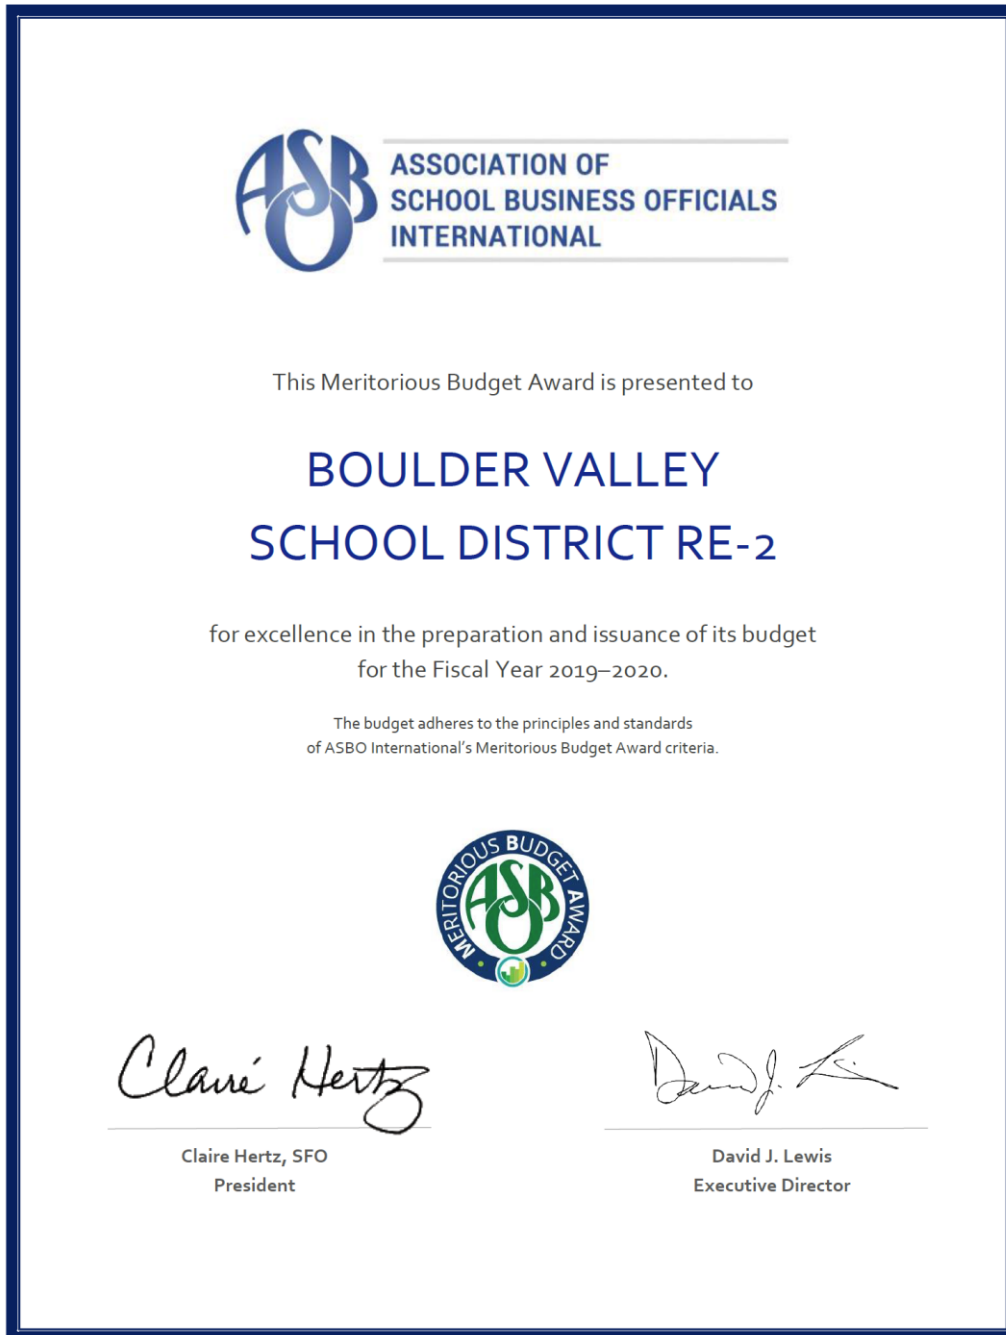 ASBO
ASSOCIATION OF
SCHOOL BUSINESS OFFICIALS
INTERNATIONAL
This Meritorious Budget Award is presented to
BOULDER VALLEY
SCHOOL DISTRICT RE-2
for excellence in the preparation and issuance of its budget
for the Fiscal Year 2019–2020.
The budget adheres to the principles and standards
of ASBO International's Meritorious Budget Award criteria.
MERITORIOUS BUDGET AWARD
ASBO
Claire Hertz
David J. Lewis
Claire Hertz, SFO
President
David J. Lewis
Executive Director